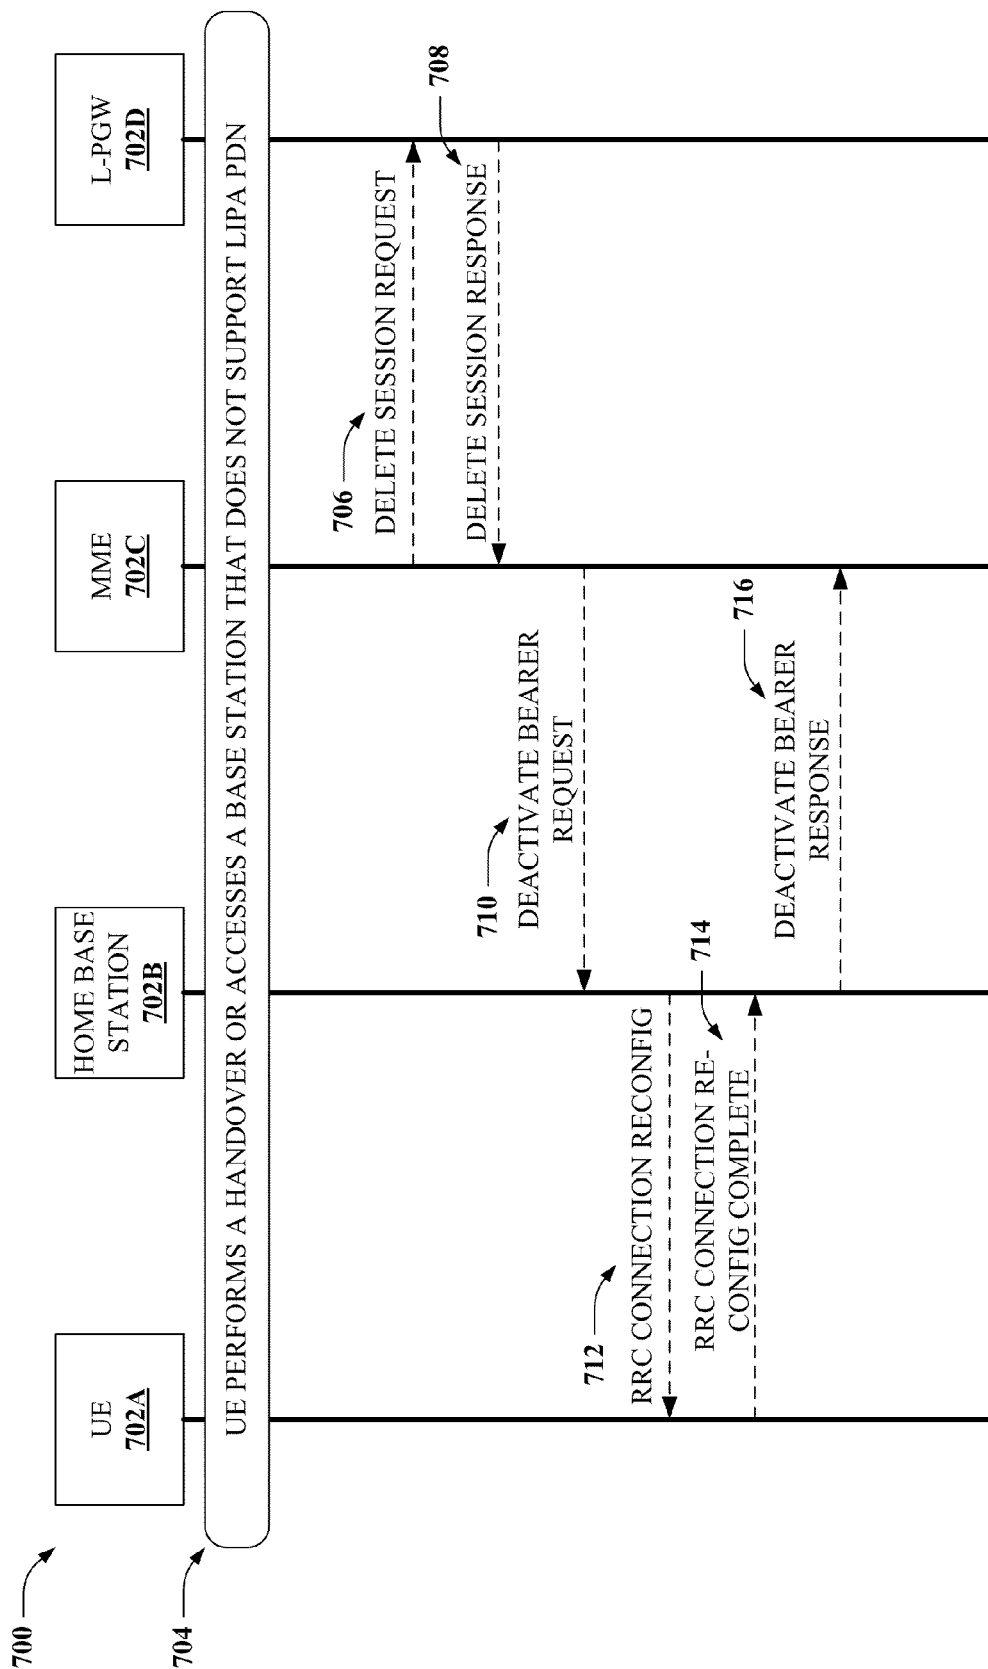 700
UE
702A
HOME BASE
STATION
702B
MME
702C
L-PGW
702D
704
UE PERFORMS A HANDOVER OR ACCESSES A BASE STATION THAT DOES NOT SUPPORT LIPA PDN
706
DELETE SESSION REQUEST
708
DELETE SESSION RESPONSE
710
DEACTIVATE BEARER
REQUEST
712
RRC CONNECTION RECONFIG
714
RRC CONNECTION RE-
CONFIG COMPLETE
716
DEACTIVATE BEARER
RESPONSE